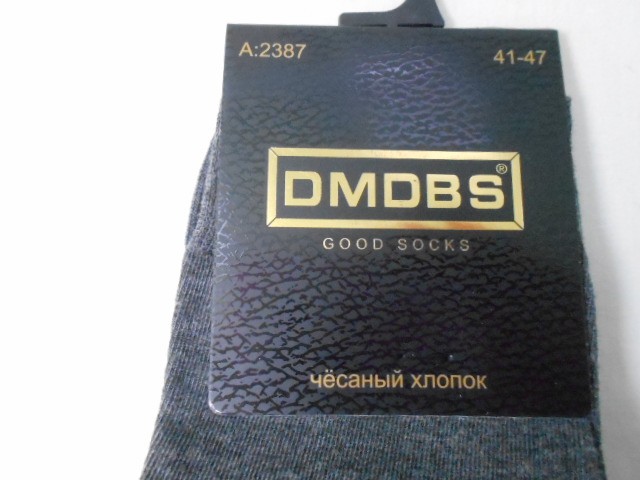 A:2387 41-47
DMDBS®
GOOD SOCKS
чёсаный хлопок